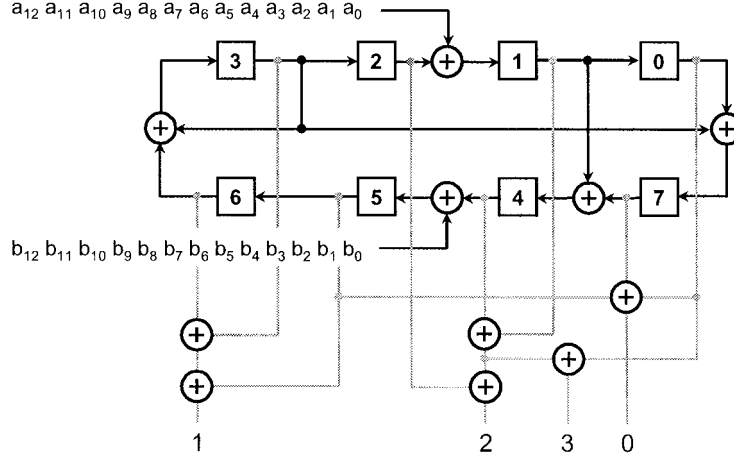 a₁₂ a₁₁ a₁₀ a₉ a₈ a₇ a₆ a₅ a₄ a₃ a₂ a₁ a₀
3 2 + 1 0
+ +
6 5 + 4 + 7
b₁₂ b₁₁ b₁₀ b₉ b₈ b₇ b₆ b₅ b₄ b₃ b₂ b₁ b₀
+
+ +
+
+ +
1 2 3 0